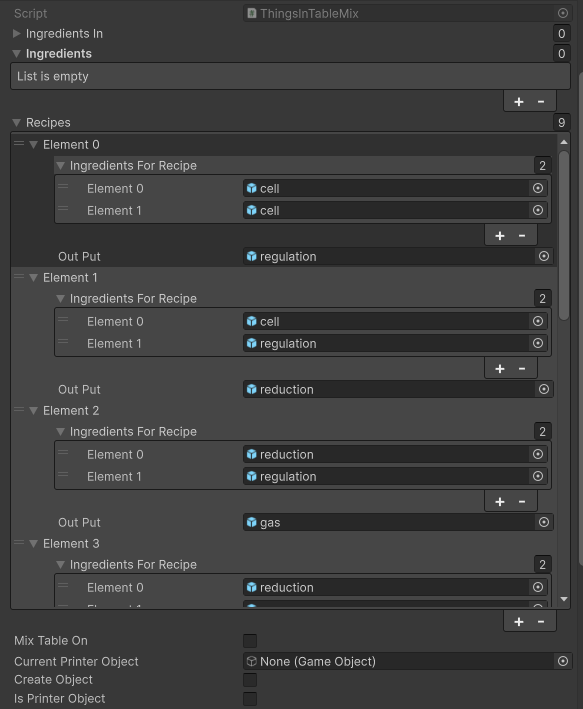 Script ThingsInTableMix
Ingredients In 0
Ingredients 0
List is empty
+ -
Recipes 9
Element 0
Ingredients For Recipe 2
Element 0 cell
Element 1 cell
+ -
Out Put regulation
Element 1
Ingredients For Recipe 2
Element 0 cell
Element 1 regulation
+ -
Out Put reduction
Element 2
Ingredients For Recipe 2
Element 0 reduction
Element 1 regulation
+ -
Out Put gas
Element 3
Ingredients For Recipe 2
Element 0 reduction
+ -
Mix Table On
Current Printer Object None (Game Object)
Create Object
Is Printer Object